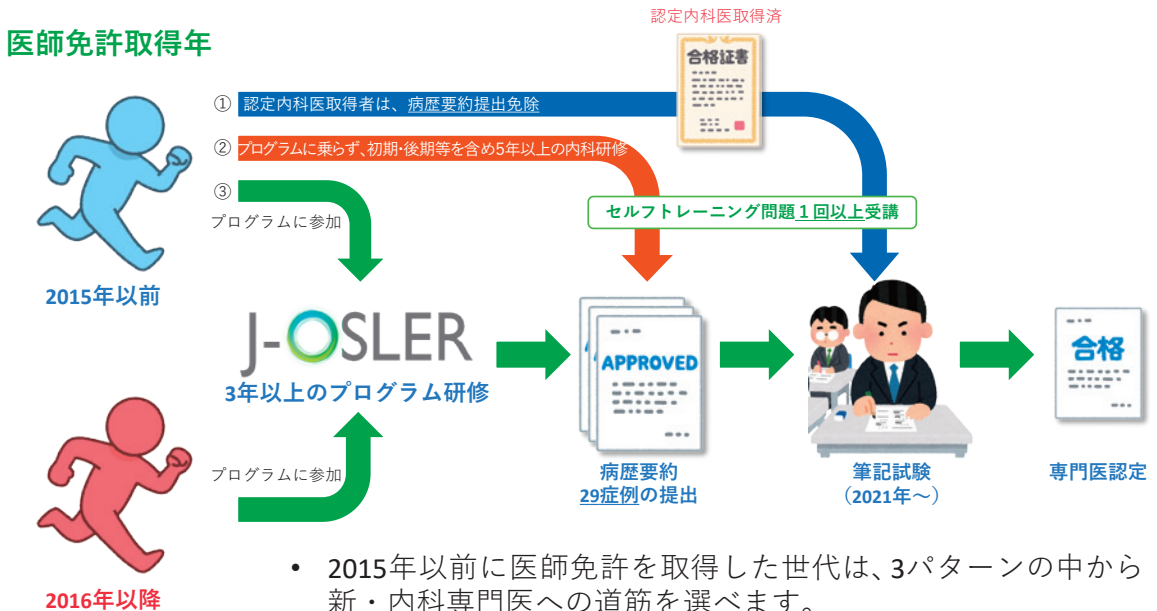 認定内科医取得済
医師免許取得年
合格証書
① 認定内科医取得者は、病歴要約提出免除
② プログラムに乗らず、初期・後期等を含め5年以上の内科研修
③
プログラムに参加
セルフトレーニング問題1回以上受講
2015年以前
J-OSLER
3年以上のプログラム研修
APPROVED
合格
プログラムに参加
病歴要約
29症例の提出
筆記試験
(2021年~)
専門医認定
2016年以降
• 2015年以前に医師免許を取得した世代は、3パターンの中から
新・内科専門医への道筋を選べます。